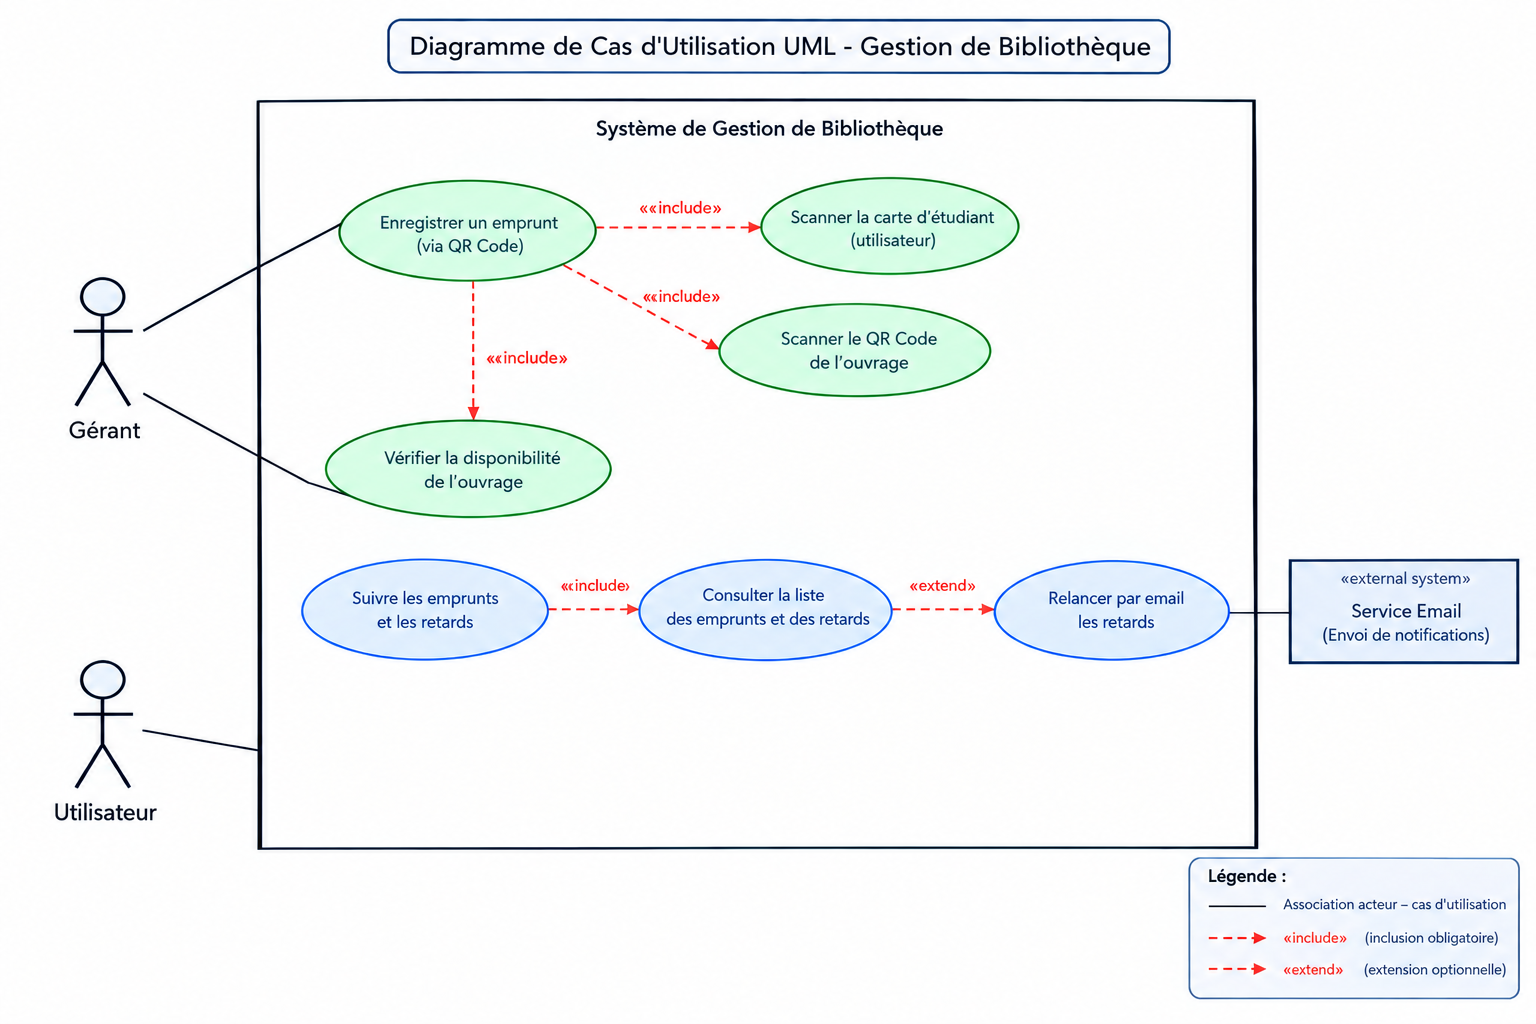 Diagramme de Cas d'Utilisation UML - Gestion de Bibliothèque
Système de Gestion de Bibliothèque
Enregistrer un emprunt
(via QR Code)
««include»
Scanner la carte d'étudiant
(utilisateur)
««include»
Scanner le QR Code
de l'ouvrage
««include»
Gérant
Vérifier la disponibilité
de l'ouvrage
Suivre les emprunts
et les retards
««include›
Consulter la liste
des emprunts et des retards
«extend»
Relancer par email
les retards
«external system»
Service Email
(Envoi de notifications)
Utilisateur
Légende :
Association acteur – cas d'utilisation
«include» (inclusion obligatoire)
«extend» (extension optionnelle)